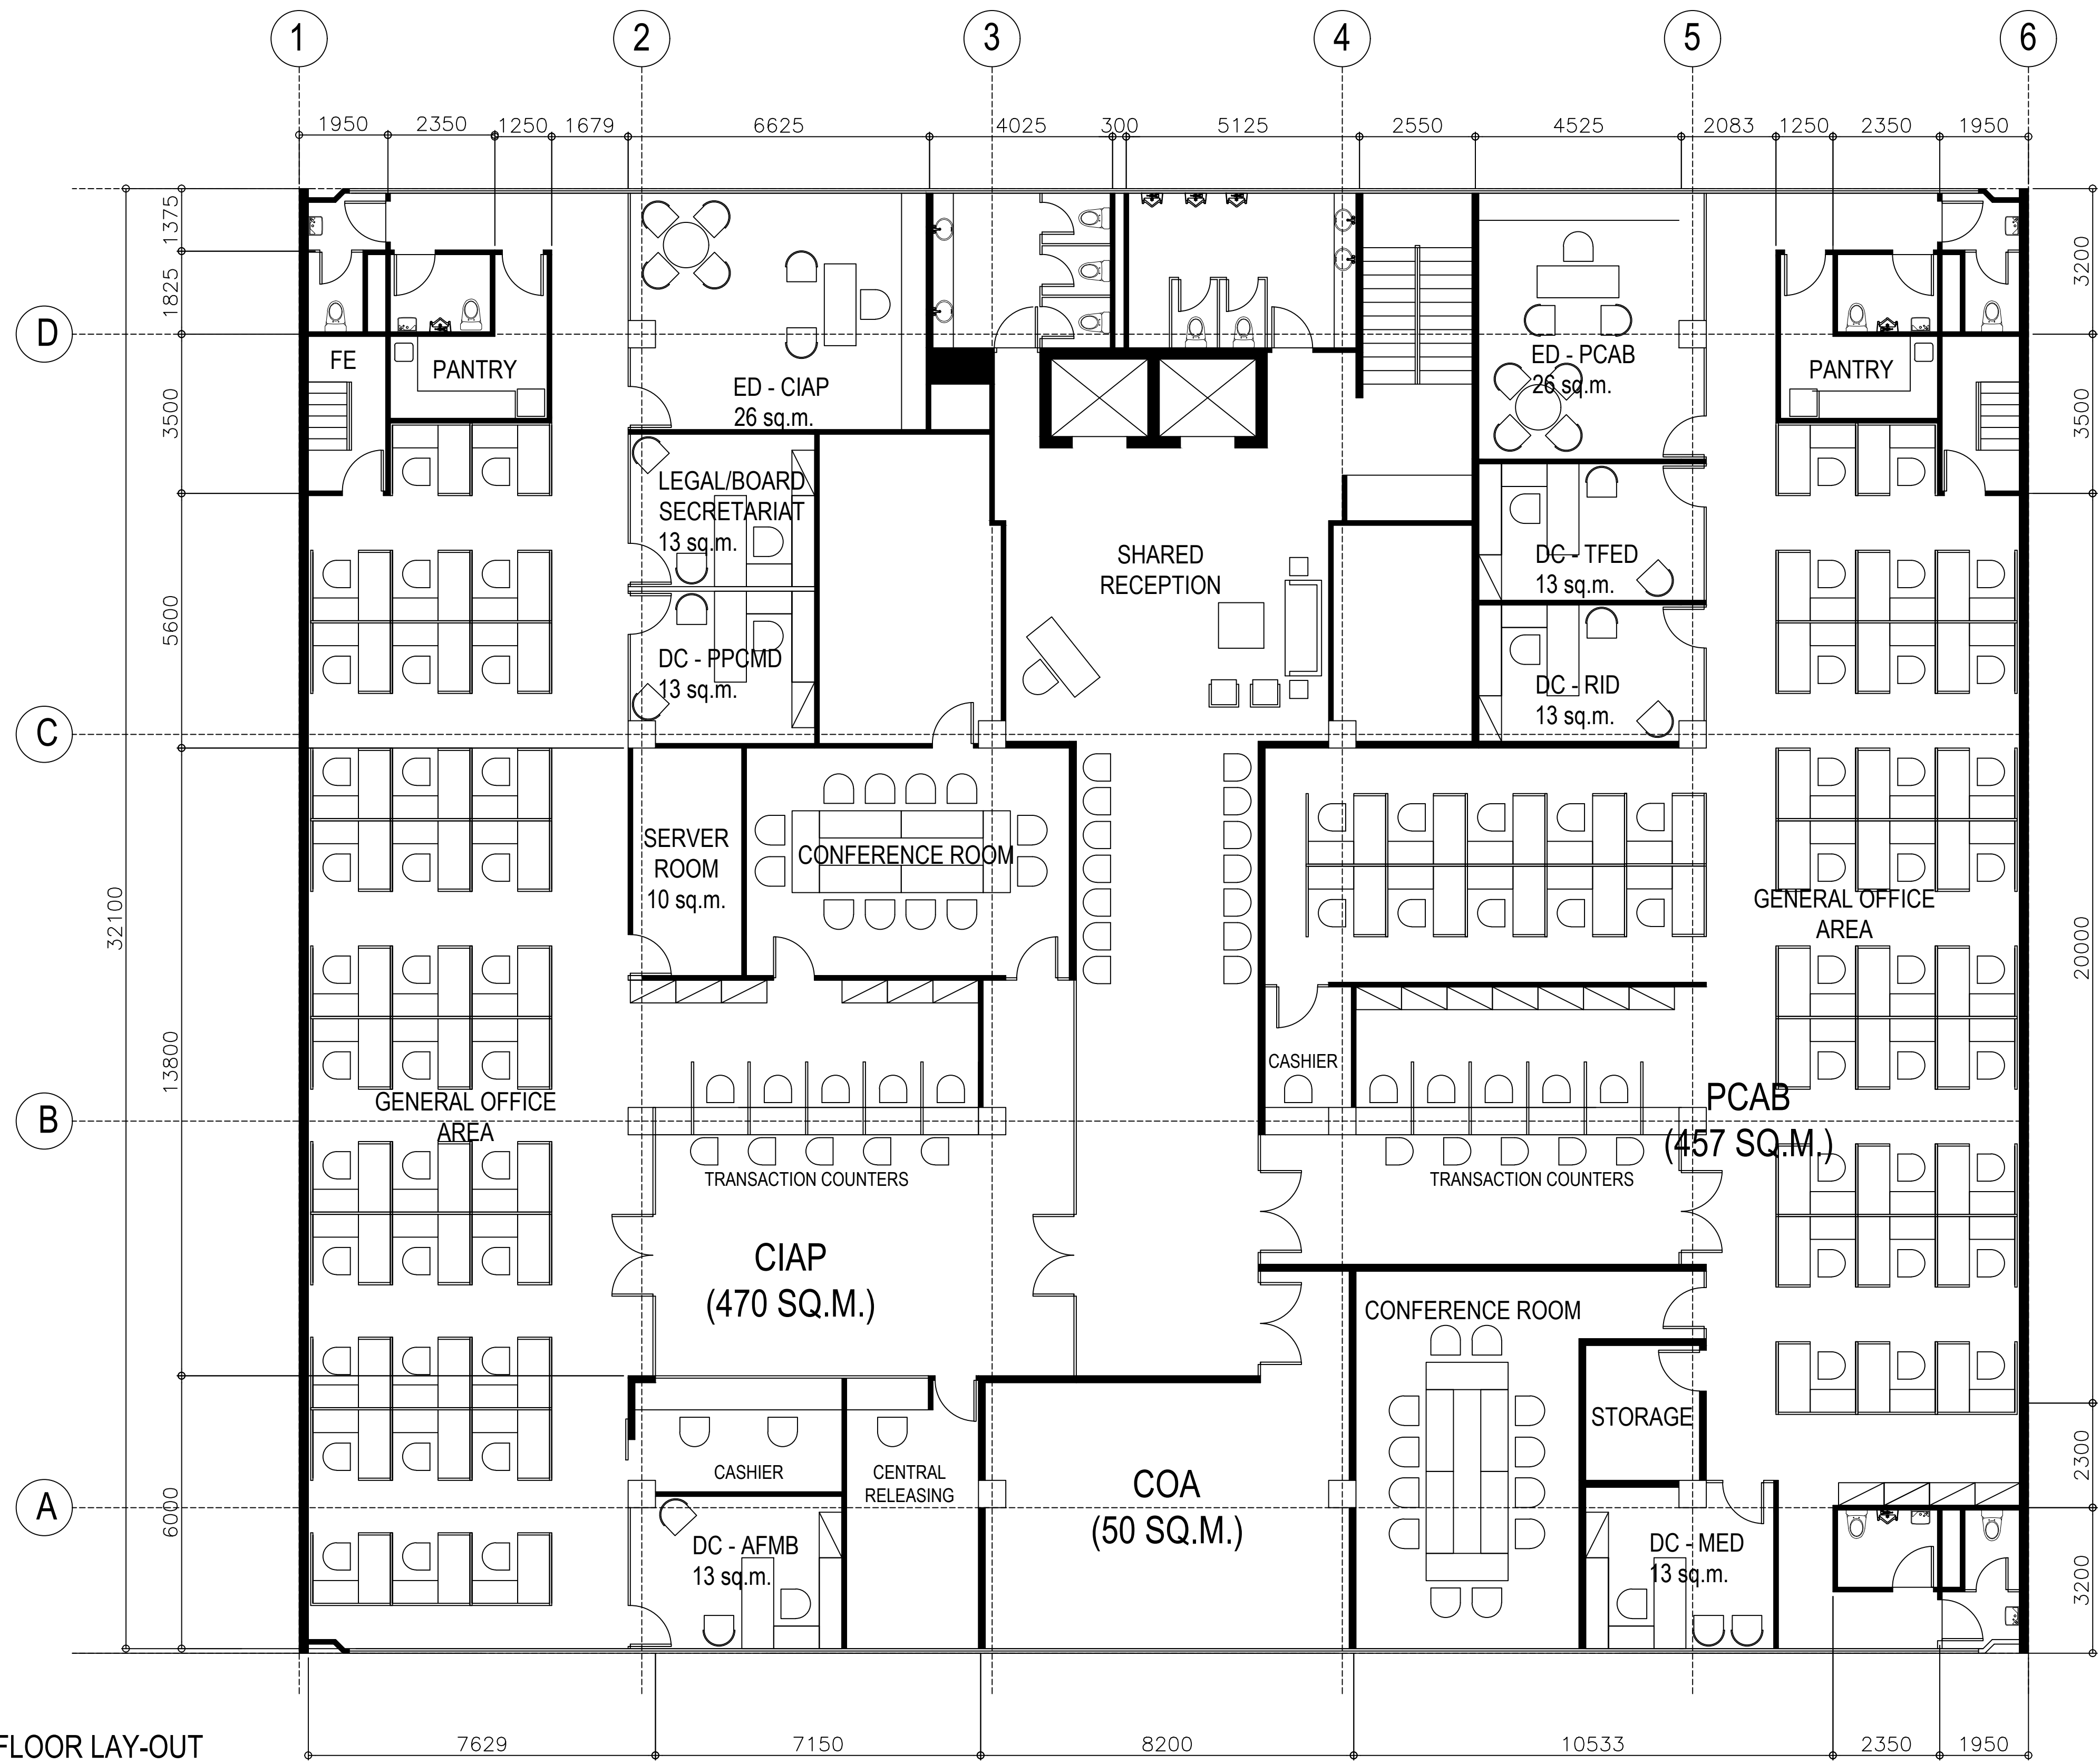 1
2
3
4
5
6
1950
2350
1250
1679
6625
4025
300
5125
2550
4525
2083
1250
2350
1950
1375
1825
3500
5600
13800
6000
32100
3200
3500
20000
2300
3200
D
C
B
A
FE
PANTRY
ED - CIAP
26 sq.m.
ED - PCAB
26 sq.m.
PANTRY
LEGAL/BOARD
SECRETARIAT
13 sq.m.
SHARED
RECEPTION
DC - TFED
13 sq.m.
DC - PPCMD
13 sq.m.
DC - RID
13 sq.m.
SERVER
ROOM
10 sq.m.
CONFERENCE ROOM
GENERAL OFFICE
AREA
CASHIER
GENERAL OFFICE
AREA
PCAB
(457 SQ.M.)
TRANSACTION COUNTERS
TRANSACTION COUNTERS
CIAP
(470 SQ.M.)
CONFERENCE ROOM
STORAGE
CASHIER
CENTRAL
RELEASING
COA
(50 SQ.M.)
DC - AFMB
13 sq.m.
DC - MED
13 sq.m.
7629
7150
8200
10533
2350
1950
FLOOR LAY-OUT